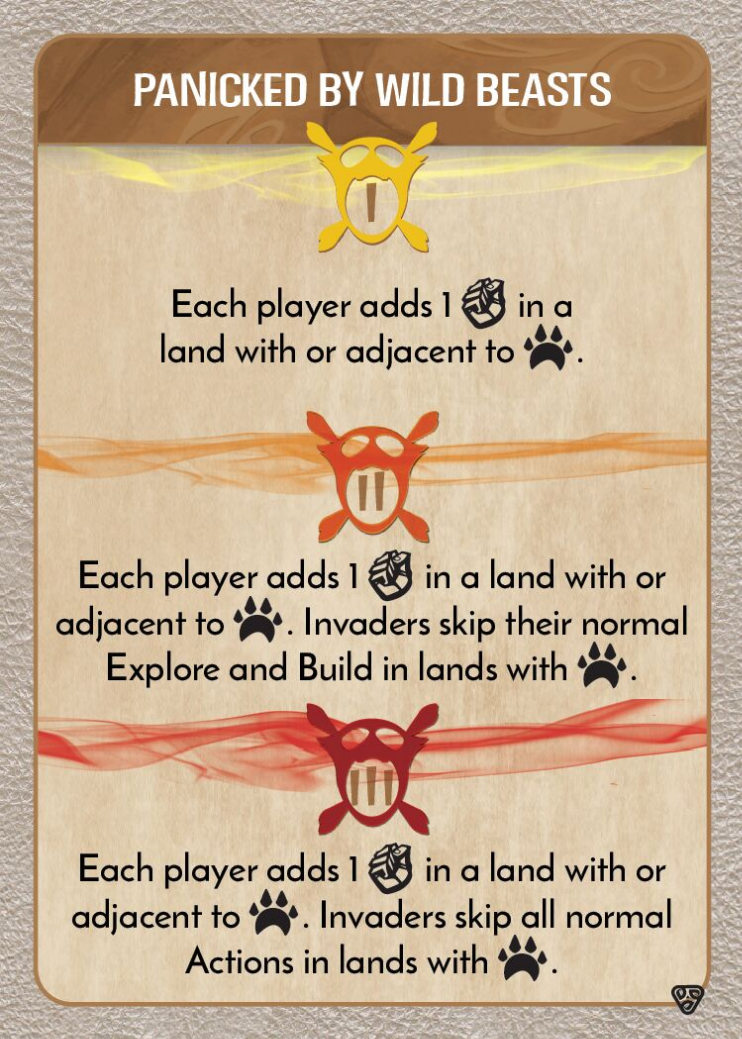 PANICKED BY WILD BEASTS
I
Each player adds 1 in a
land with or adjacent to .
II
Each player adds 1 in a land with or
adjacent to . Invaders skip their normal
Explore and Build in lands with .
III
Each player adds 1 in a land with or
adjacent to . Invaders skip all normal
Actions in lands with .